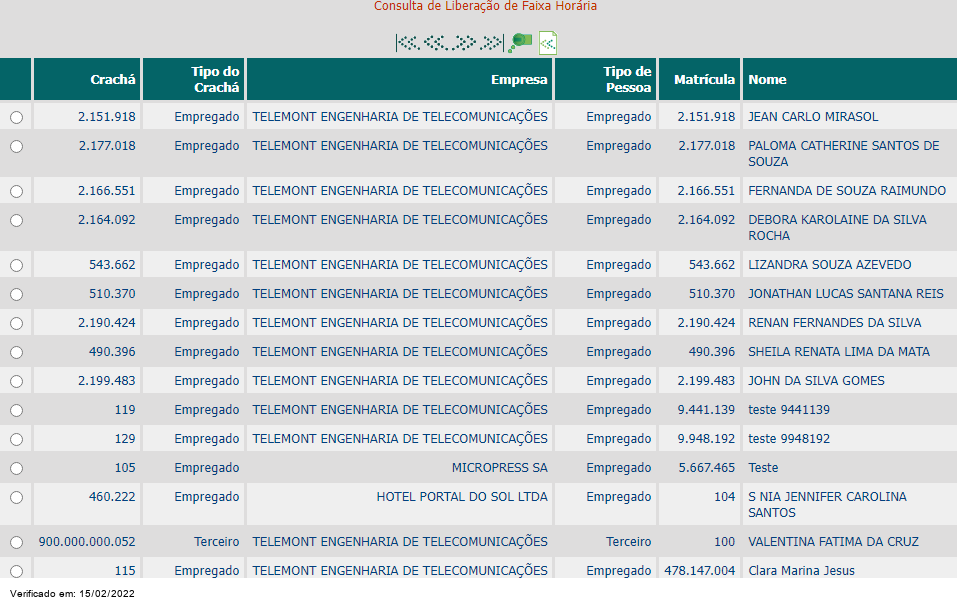 Consulta de Liberação de Faixa Horária
Crachá Tipo do Crachá Empresa Tipo de Pessoa Matrícula Nome
2.151.918 Empregado TELEMONT ENGENHARIA DE TELECOMUNICAÇÕES Empregado 2.151.918 JEAN CARLO MIRASOL
2.177.018 Empregado TELEMONT ENGENHARIA DE TELECOMUNICAÇÕES Empregado 2.177.018 PALOMA CATHERINE SANTOS DE
SOUZA
2.166.551 Empregado TELEMONT ENGENHARIA DE TELECOMUNICAÇÕES Empregado 2.166.551 FERNANDA DE SOUZA RAIMUNDO
2.164.092 Empregado TELEMONT ENGENHARIA DE TELECOMUNICAÇÕES Empregado 2.164.092 DEBORA KAROLAINE DA SILVA
ROCHA
543.662 Empregado TELEMONT ENGENHARIA DE TELECOMUNICAÇÕES Empregado 543.662 LIZANDRA SOUZA AZEVEDO
510.370 Empregado TELEMONT ENGENHARIA DE TELECOMUNICAÇÕES Empregado 510.370 JONATHAN LUCAS SANTANA REIS
2.190.424 Empregado TELEMONT ENGENHARIA DE TELECOMUNICAÇÕES Empregado 2.190.424 RENAN FERNANDES DA SILVA
490.396 Empregado TELEMONT ENGENHARIA DE TELECOMUNICAÇÕES Empregado 490.396 SHEILA RENATA LIMA DA MATA
2.199.483 Empregado TELEMONT ENGENHARIA DE TELECOMUNICAÇÕES Empregado 2.199.483 JOHN DA SILVA GOMES
119 Empregado TELEMONT ENGENHARIA DE TELECOMUNICAÇÕES Empregado 9.441.139 teste 9441139
129 Empregado TELEMONT ENGENHARIA DE TELECOMUNICAÇÕES Empregado 9.948.192 teste 9948192
105 Empregado MICROPRESS SA Empregado 5.667.465 Teste
460.222 Empregado HOTEL PORTAL DO SOL LTDA Empregado 104 S NIA JENNIFER CAROLINA
SANTOS
900.000.000.052 Terceiro TELEMONT ENGENHARIA DE TELECOMUNICAÇÕES Terceiro 100 VALENTINA FATIMA DA CRUZ
115 Empregado TELEMONT ENGENHARIA DE TELECOMUNICAÇÕES Empregado 478.147.004 Clara Marina Jesus
Verificado em: 15/02/2022